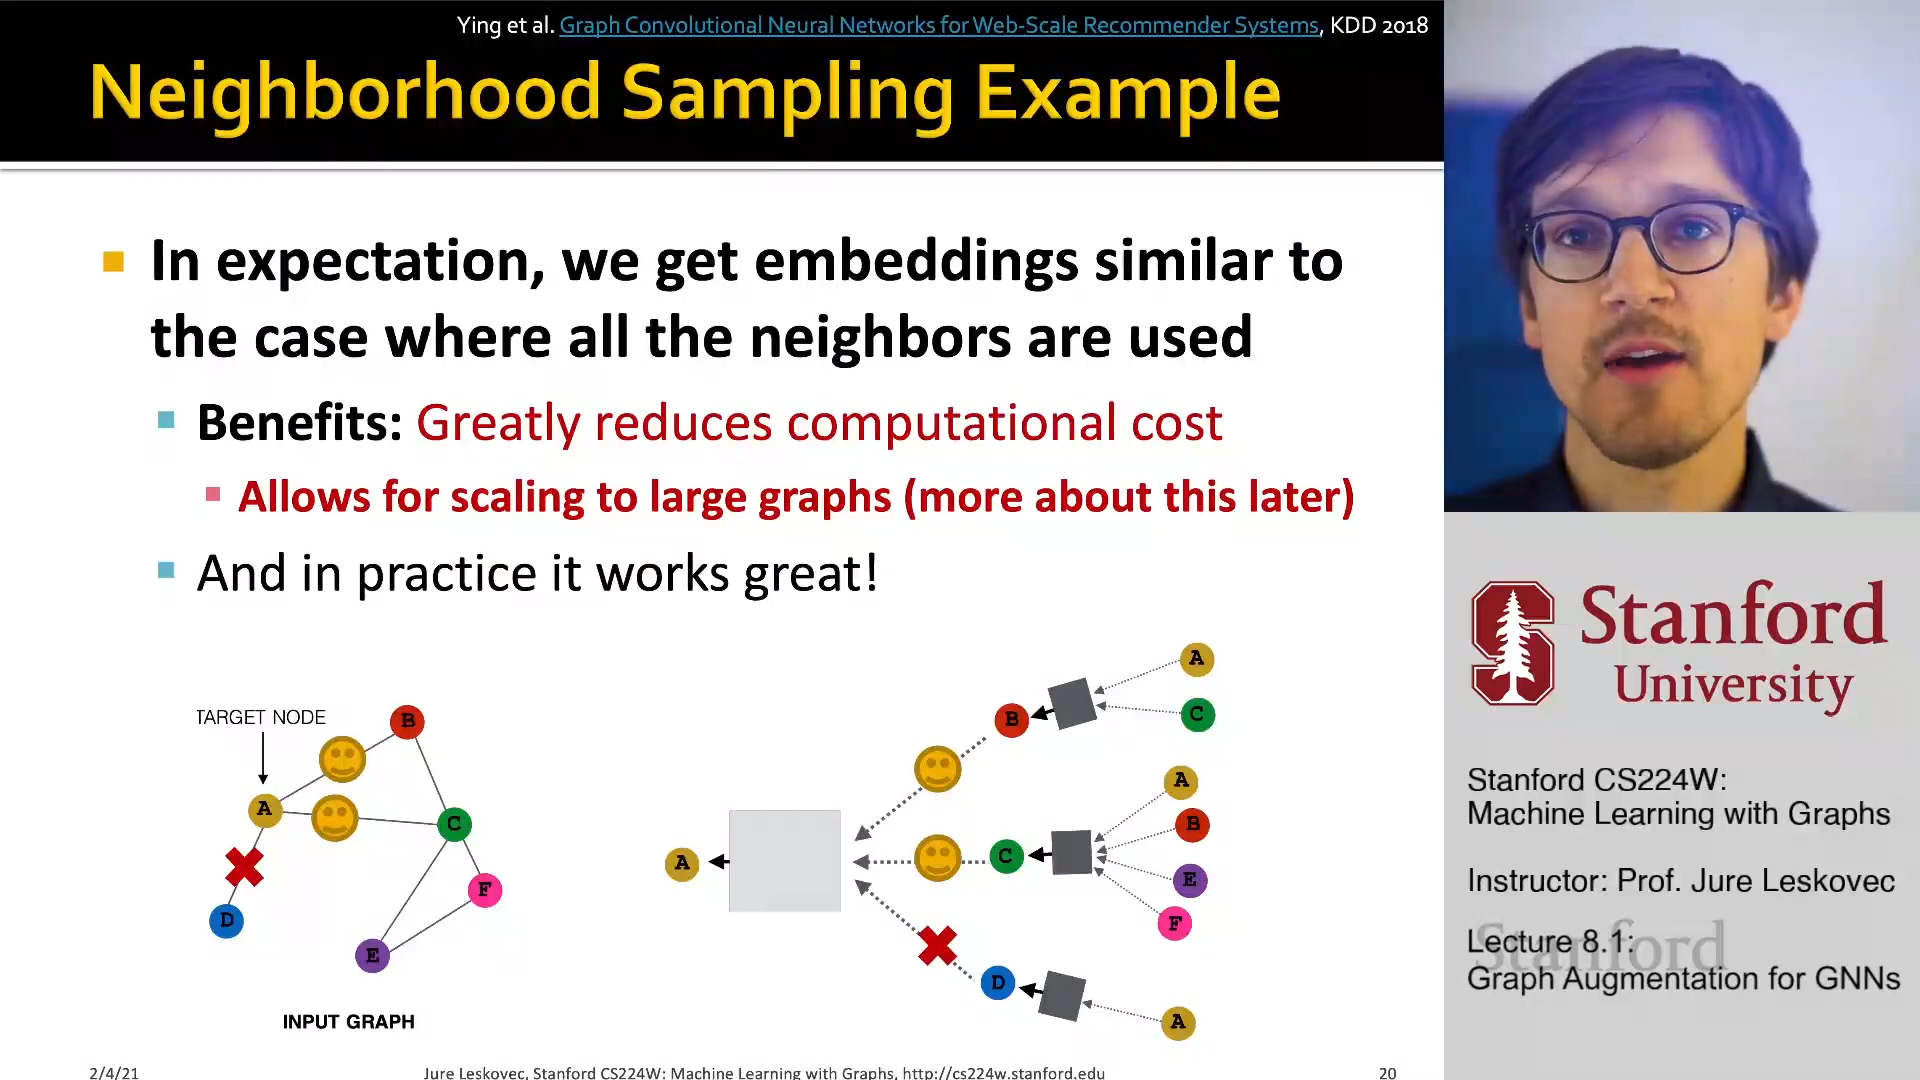 Ying et al. Graph Convolutional Neural Networks for Web-Scale Recommender Systems, KDD 2018
Neighborhood Sampling Example
In expectation, we get embeddings similar to
the case where all the neighbors are used
Benefits: Greatly reduces computational cost
Allows for scaling to large graphs (more about this later)
And in practice it works great!
TARGET NODE
B
A
C
D
F
E
INPUT GRAPH
A
B
C
D
A
C
A
B
E
F
A
2/4/21
Jure Leskovec, Stanford CS224W: Machine Learning with Graphs, http://cs224w.stanford.edu
20
Stanford
University
Stanford CS224W:
Machine Learning with Graphs
Instructor: Prof. Jure Leskovec
Stanford
Lecture 8.1:
Graph Augmentation for GNNs